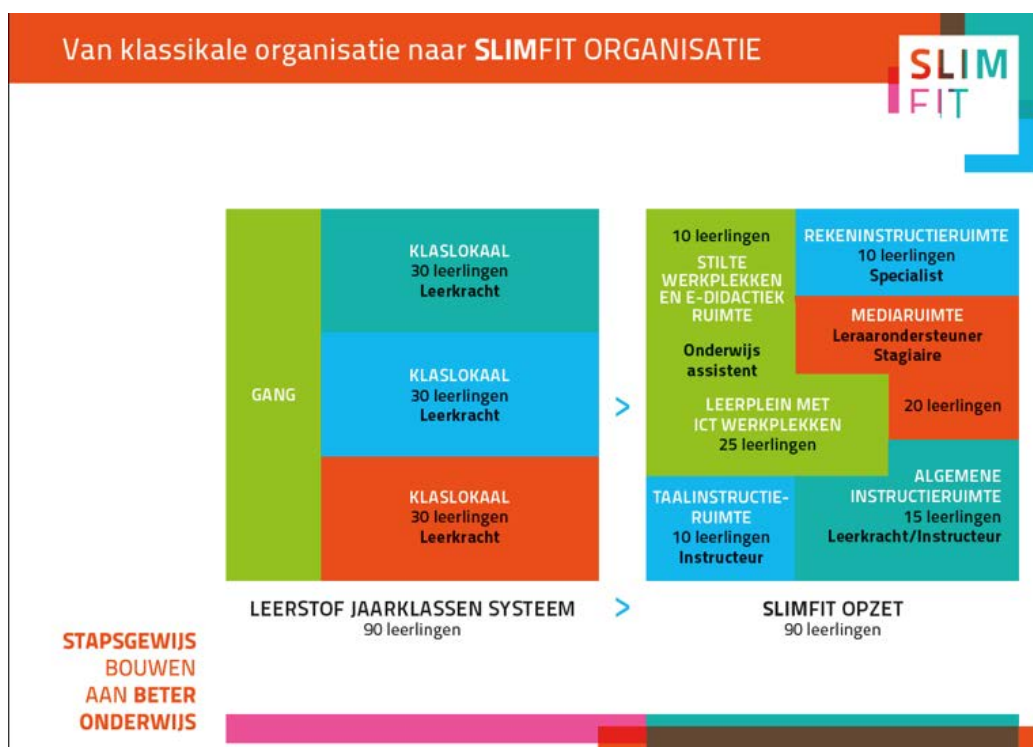 Van klassikale organisatie naar SLIMFIT ORGANISATIE
SLIM
FIT
GANG
KLASLOKAAL
30 leerlingen
Leerkracht
KLASLOKAAL
30 leerlingen
Leerkracht
KLASLOKAAL
30 leerlingen
Leerkracht
LEERSTOF JAARKLASSEN SYSTEEM
90 leerlingen
>
>
10 leerlingen
STILTE
WERKPLEKKEN
EN E-DIDACTIEK
RUIMTE
Onderwijs
assistent
REKENINSTRUCTIERUIMTE
10 leerlingen
Specialist
MEDIARUIMTE
Leraarondersteuner
Stagiaire
20 leerlingen
LEERPLEIN MET
ICT WERKPLEKKEN
25 leerlingen
TAALINSTRUCTIE-
RUIMTE
10 leerlingen
Instructeur
ALGEMENE
INSTRUCTIERUIMTE
15 leerlingen
Leerkracht/Instructeur
SLIMFIT OPZET
90 leerlingen
STAPSGEWIJS
BOUWEN
AAN BETER
ONDERWIJS